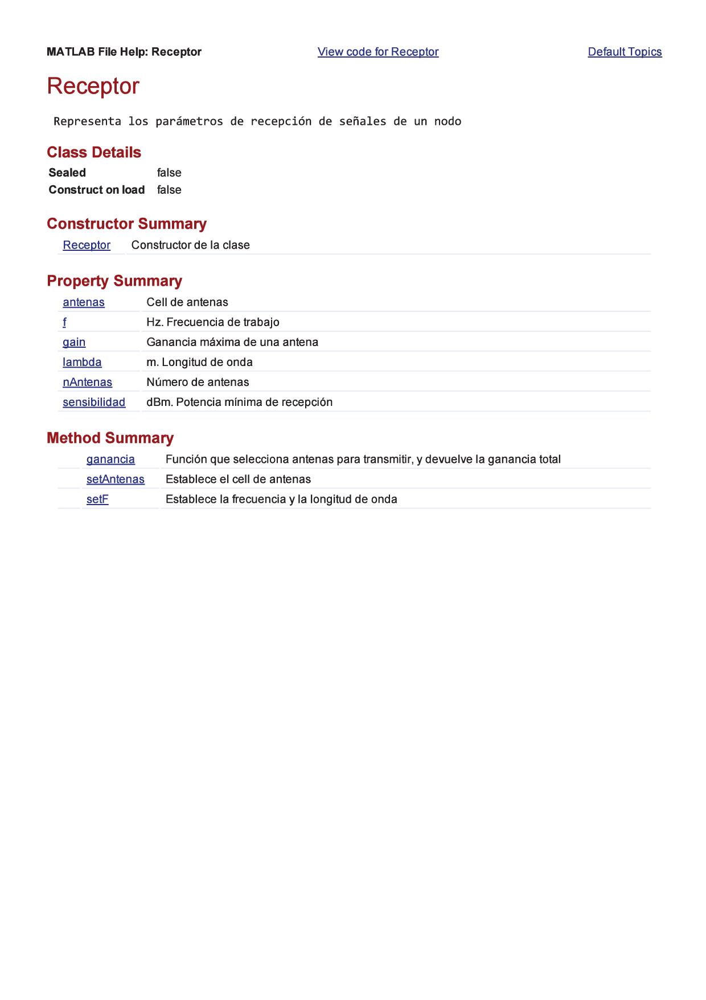 MATLAB File Help: Receptor View code for Receptor Default Topics
Receptor
Representa los parámetros de recepción de señales de un nodo
Class Details
Sealed false
Construct on load false
Constructor Summary
Receptor Constructor de la clase
Property Summary
antenas Cell de antenas
f Hz. Frecuencia de trabajo
gain Ganancia máxima de una antena
lambda m. Longitud de onda
nAntenas Número de antenas
sensibilidad dBm. Potencia mínima de recepción
Method Summary
ganancia Función que selecciona antenas para transmitir, y devuelve la ganancia total
setAntenas Establece el cell de antenas
setF Establece la frecuencia y la longitud de onda